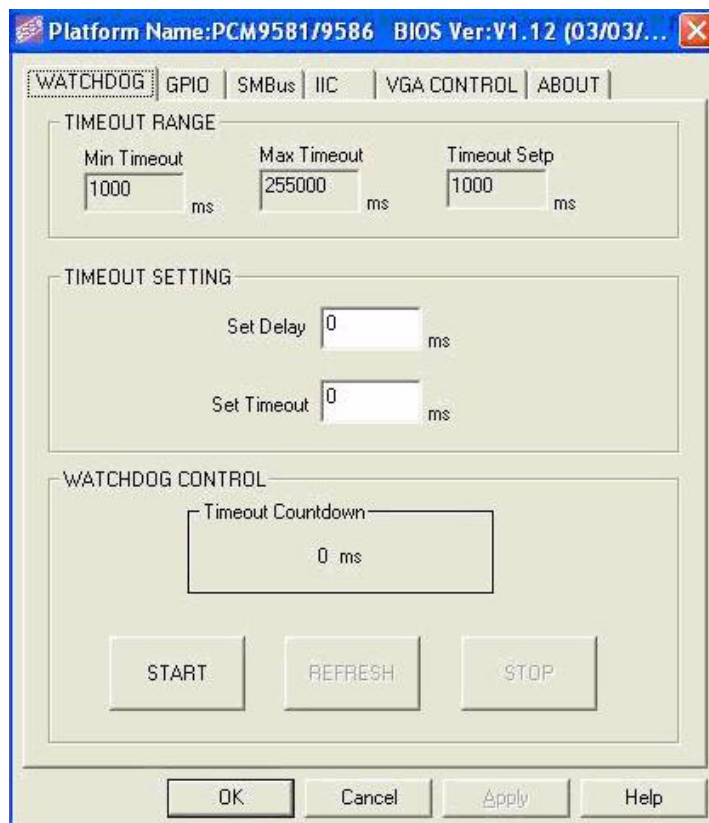 Platform Name:PCM9581/9586 BIOS Ver:V1.12 (03/03/...
WATCHDOG GPIO SMBus IIC VGA CONTROL ABOUT
TIMEOUT RANGE
Min Timeout Max Timeout Timeout Setp
1000 ms 255000 ms 1000 ms
TIMEOUT SETTING
Set Delay 0 ms
Set Timeout 0 ms
WATCHDOG CONTROL
Timeout Countdown
0 ms
START REFRESH STOP
OK Cancel Apply Help